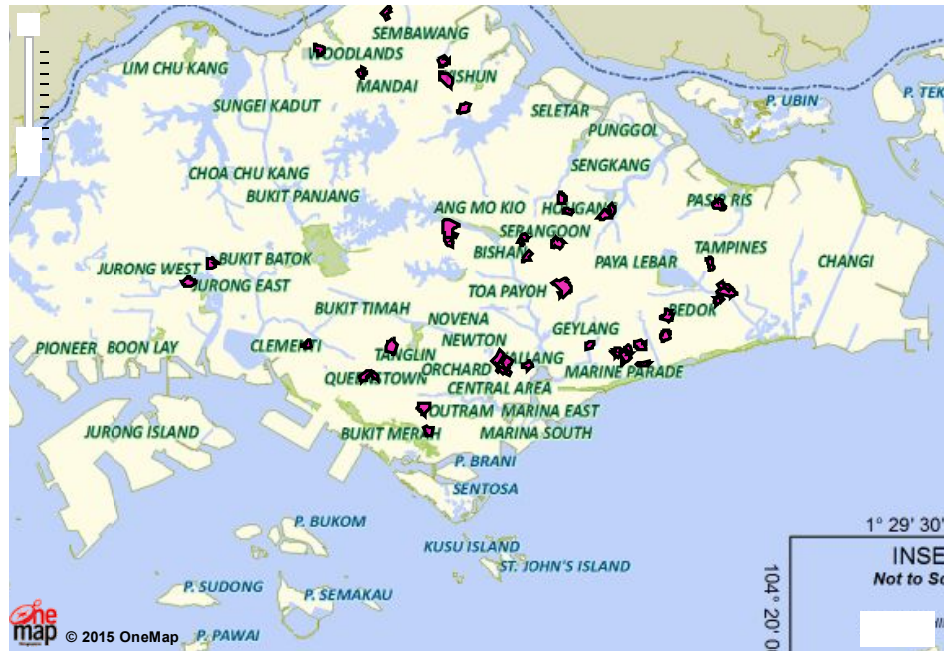 SEMBAWANG
WOODLANDS
LIM CHU KANG
MANDAI
SUNGEI KADUT
SELETAR
P. UBIN
P. TEK
PUNGGOL
SENGKANG
CHOA CHU KANG
BUKIT PANJANG
ANG MO KIO
PASIR RIS
SERANGOON
BISHAN
TAMPINES
PAYA LEBAR
CHANGI
BUKIT BATOK
JURONG WEST
JURONG EAST
TOA PAYOH
BUKIT TIMAH
NOVENA
BEDOK
GEYLANG
NEWTON
PIONEER
BOON LAY
CLEMENTI
TANGLIN
ORCHARD
MARINE PARADE
QUEENSTOWN
CENTRAL AREA
OUTRAM
MARINA EAST
JURONG ISLAND
BUKIT MERAH
MARINA SOUTH
P. BRANI
SENTOSA
P. BUKOM
KUSU ISLAND
ST. JOHN'S ISLAND
P. SUDONG
P. SEMAKAU
P. PAWAI
1° 29' 30'
INSE
Not to Sc
104° 20' 0
one
map © 2015 OneMap